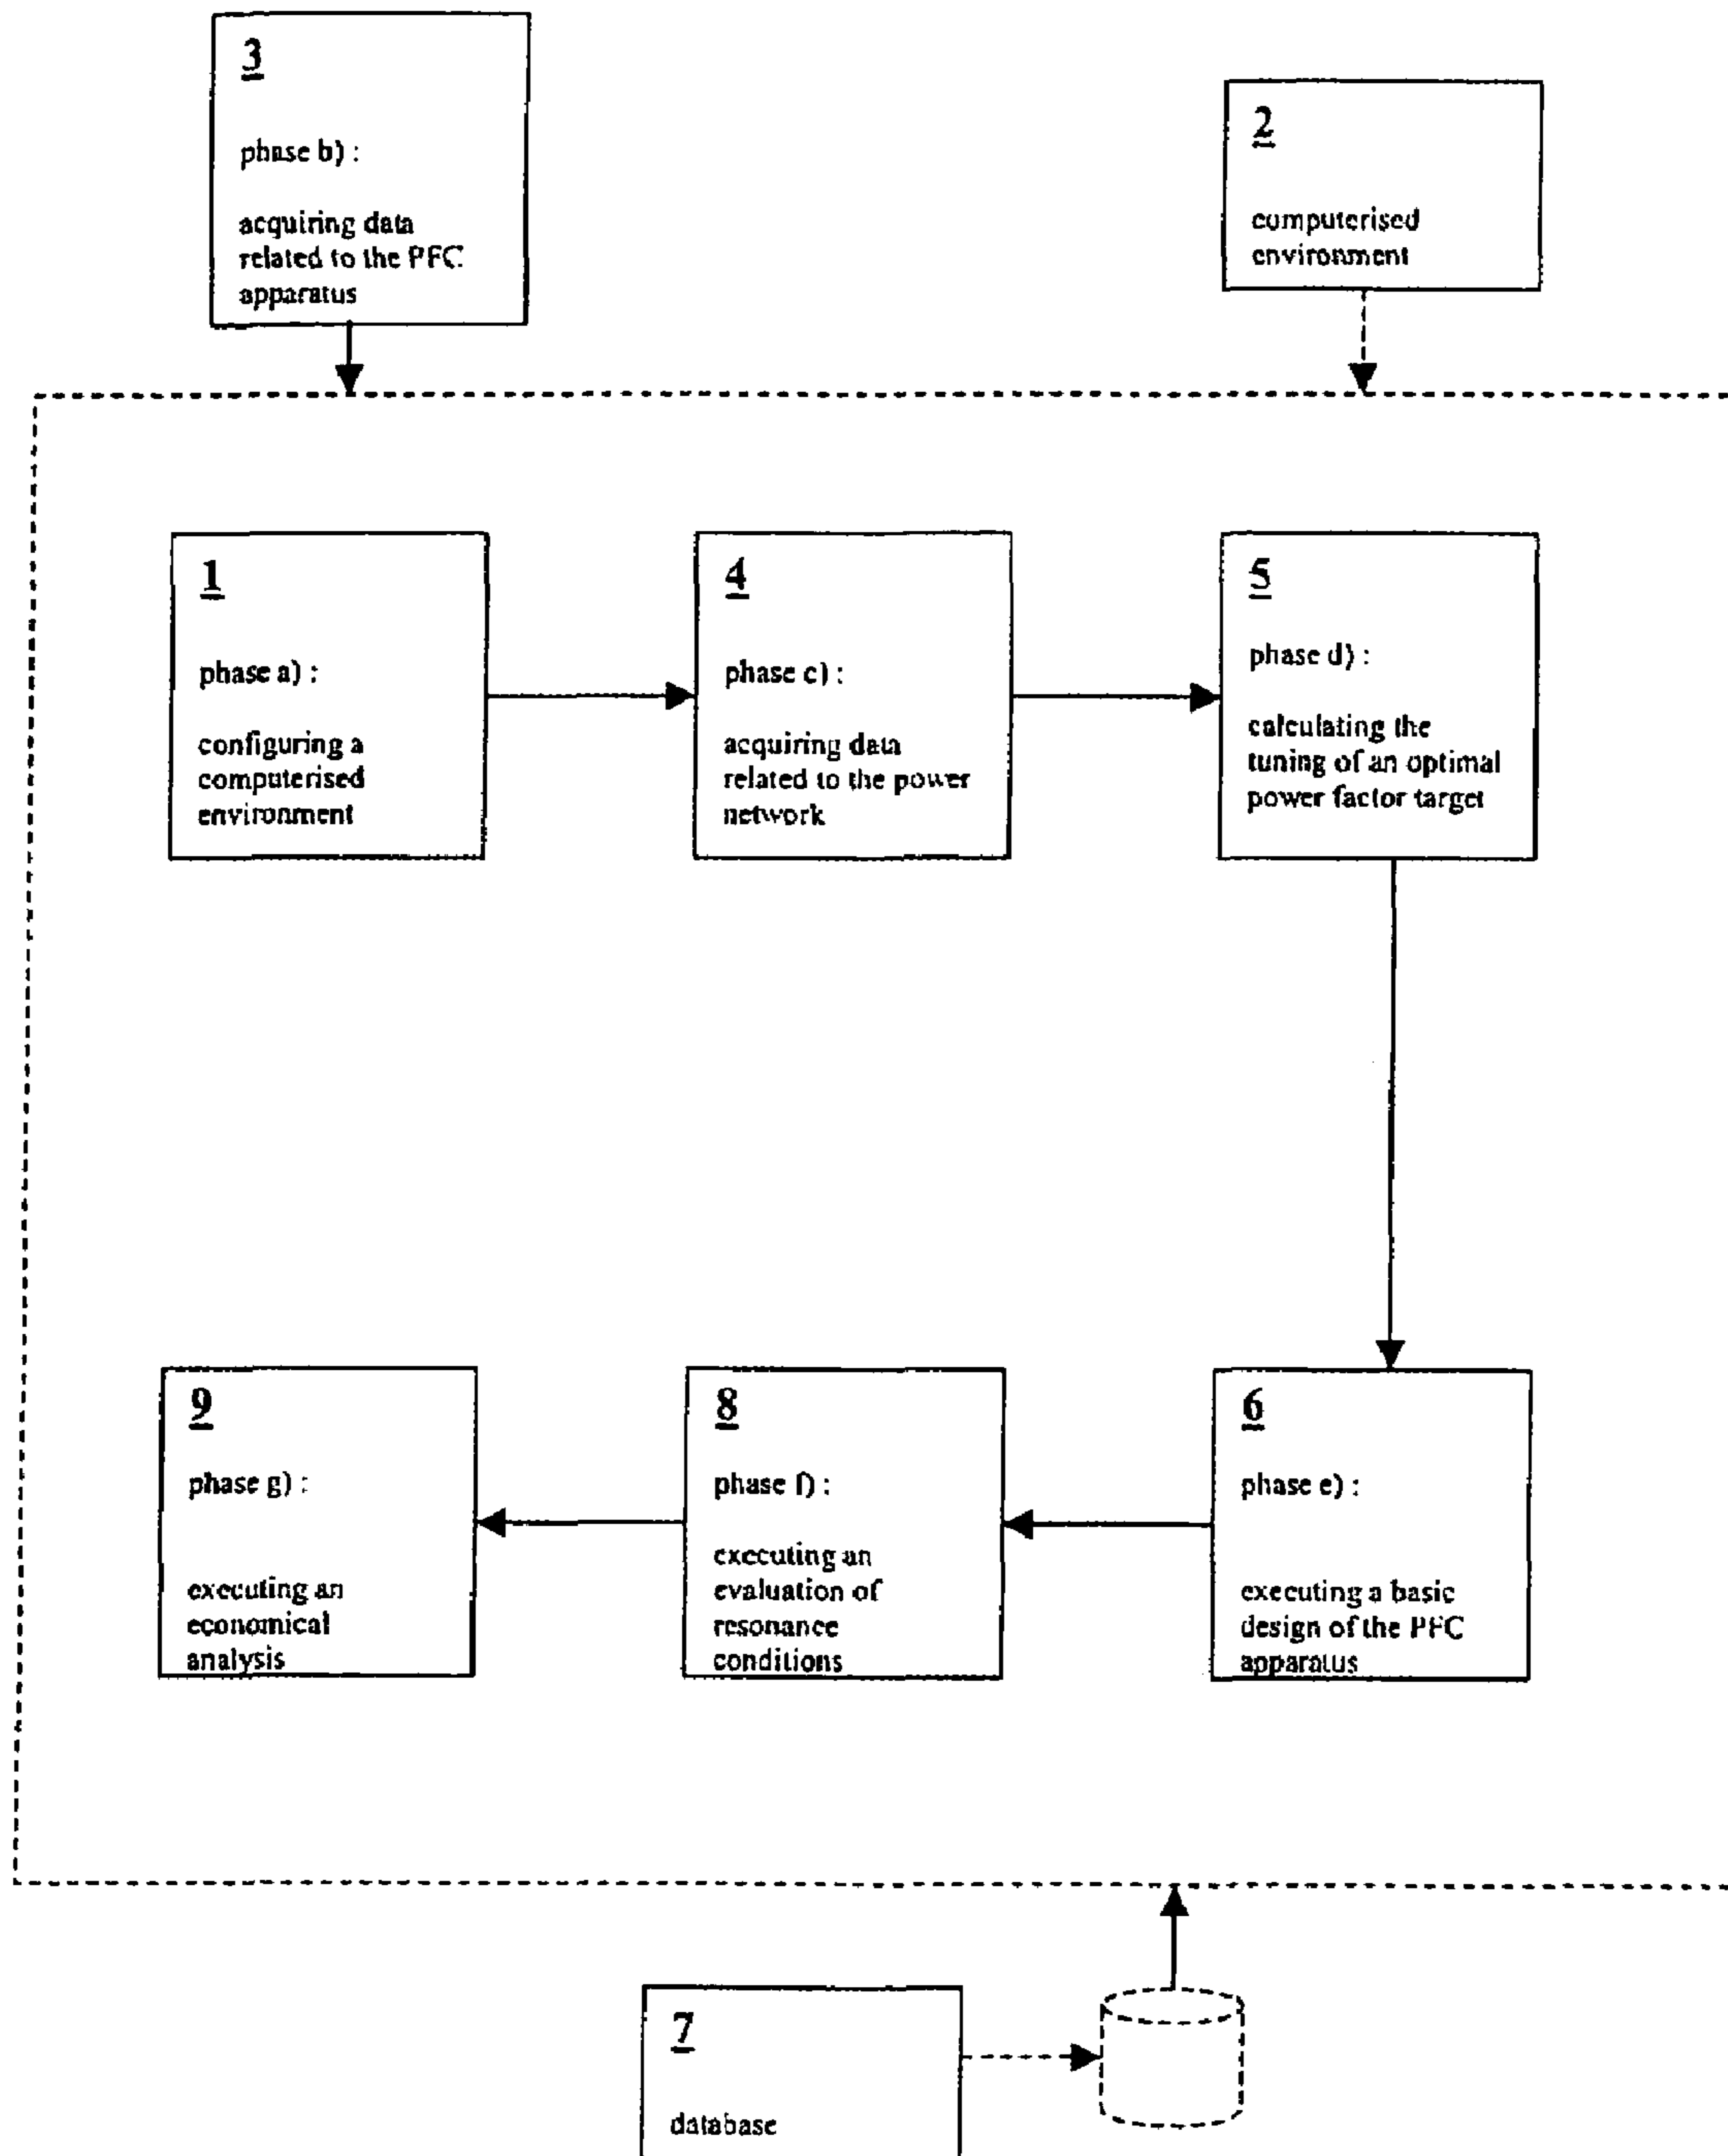 3
phase b) :
acquiring data
related to the PFC
apparatus
2
computerised
environment
1
phase a) :
configuring a
computerised
environment
4
phase c) :
acquiring data
related to the power
network
5
phase d) :
calculating the
tuning of an optimal
power factor target
9
phase g) :
executing an
economical
analysis
8
phase f) :
executing an
evaluation of
resonance
conditions
6
phase e) :
executing a basic
design of the PFC
apparatus
7
database